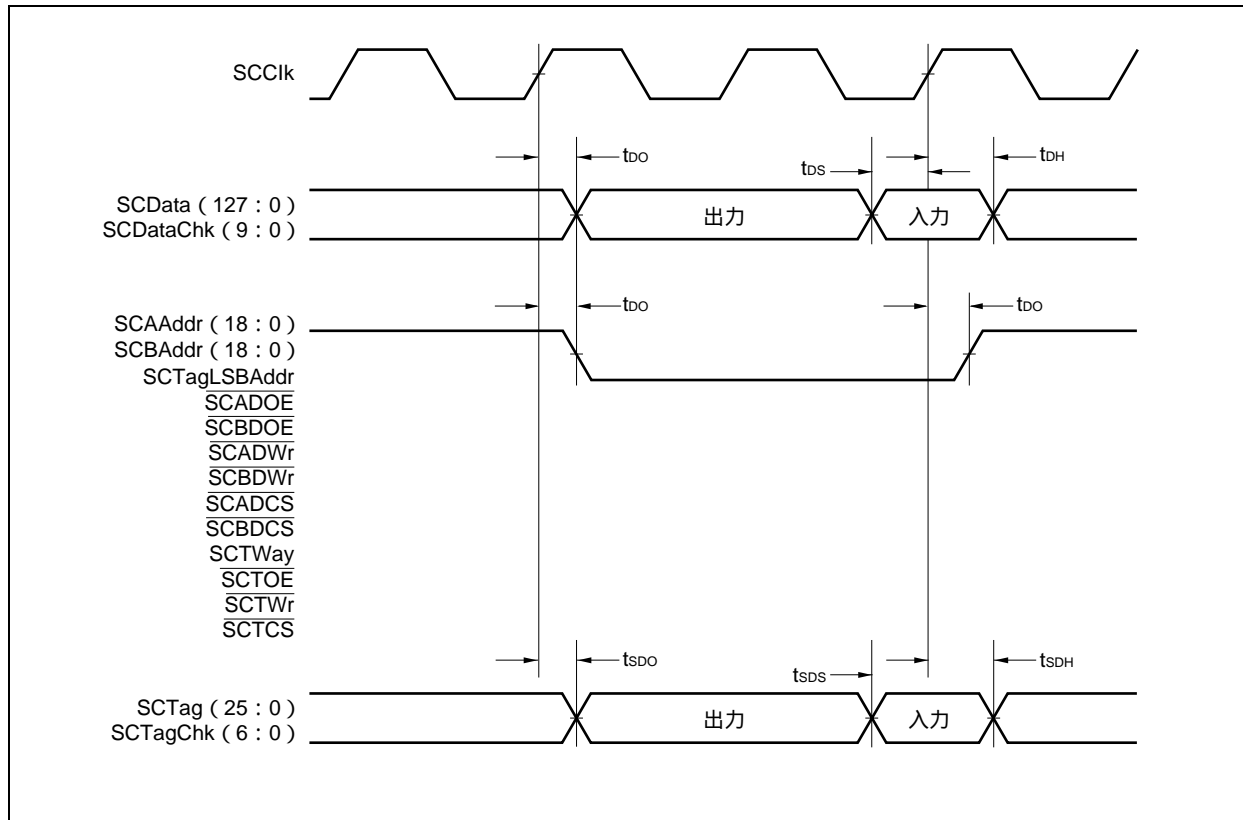 SCClk
tDO
tDS
tDH
SCData ( 127 : 0 )
SCDataChk ( 9 : 0 )
出力
入力
tDO
tDO
SCAAddr ( 18 : 0 )
SCBAddr ( 18 : 0 )
SCTagLSBAddr
SCADOE
SCBDOE
SCADWr
SCBDWr
SCADCS
SCBDCS
SCTWay
SCTOE
SCTWr
SCTCS
tSDO
tSDS
tSDH
SCTag ( 25 : 0 )
SCTagChk ( 6 : 0 )
出力
入力